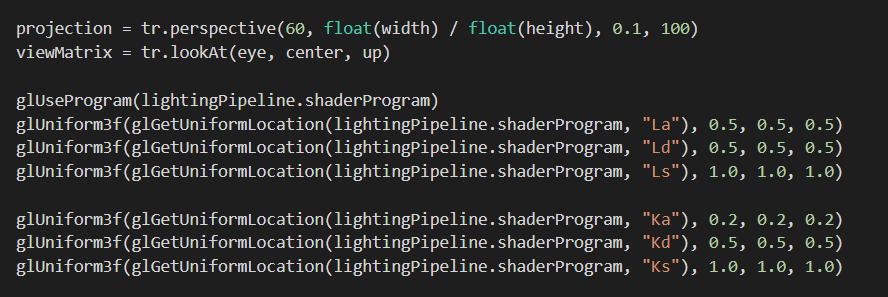 projection = tr.perspective(60, float(width) / float(height), 0.1, 100)
viewMatrix = tr.lookAt(eye, center, up)
glUseProgram(lightingPipeline.shaderProgram)
glUniform3f(glGetUniformLocation(lightingPipeline.shaderProgram, "La"), 0.5, 0.5, 0.5)
glUniform3f(glGetUniformLocation(lightingPipeline.shaderProgram, "Ld"), 0.5, 0.5, 0.5)
glUniform3f(glGetUniformLocation(lightingPipeline.shaderProgram, "Ls"), 1.0, 1.0, 1.0)
glUniform3f(glGetUniformLocation(lightingPipeline.shaderProgram, "Ka"), 0.2, 0.2, 0.2)
glUniform3f(glGetUniformLocation(lightingPipeline.shaderProgram, "Kd"), 0.5, 0.5, 0.5)
glUniform3f(glGetUniformLocation(lightingPipeline.shaderProgram, "Ks"), 1.0, 1.0, 1.0)